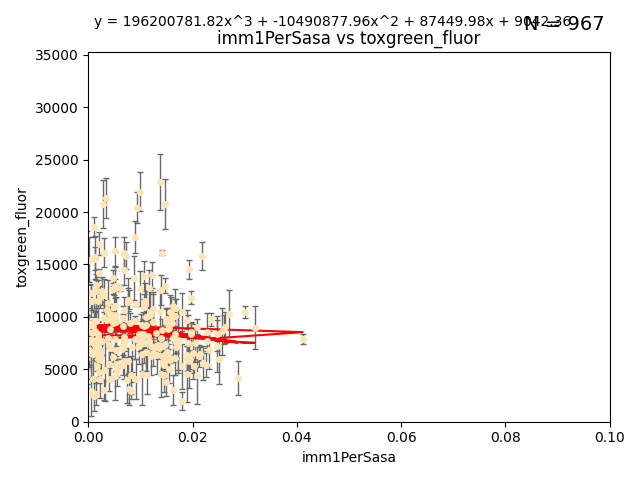 y = 196200781.82x^3 + -10490877.96x^2 + 87449.98x + 9042.36
N = 967
imm1PerSasa vs toxgreen_fluor
35000
30000
25000
20000
15000
10000
5000
0
toxgreen_fluor
0.00 0.02 0.04 0.06 0.08 0.10
imm1PerSasa